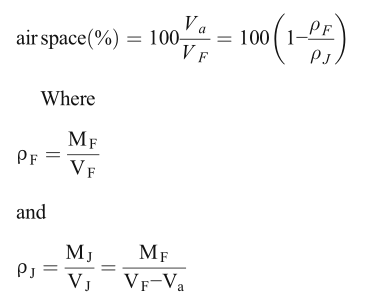 air space(%) = 100 V_a/V_F = 100(1−ρ_F/ρ_J)
Where
ρ_F = M_F/V_F
and
ρ_J = M_J/V_J = M_F/(V_F−V_a)